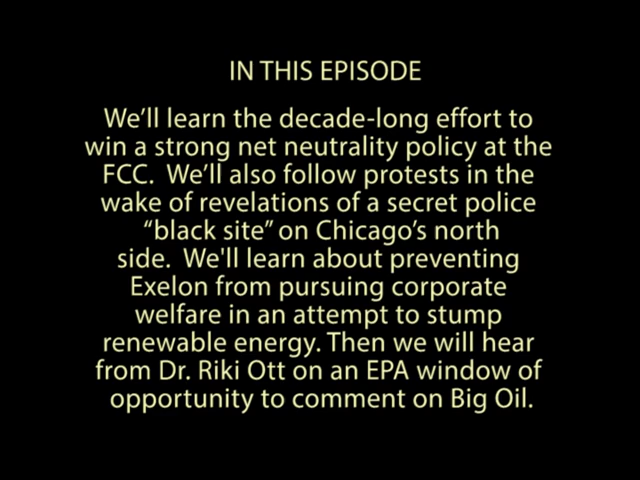 IN THIS EPISODE
We’ll learn the decade-long effort to
win a strong net neutrality policy at the
FCC.  We’ll also follow protests in the
wake of revelations of a secret police
“black site” on Chicago’s north
side.  We'll learn about preventing
Exelon from pursuing corporate
welfare in an attempt to stump
renewable energy. Then we will hear
from Dr. Riki Ott on an EPA window of
opportunity to comment on Big Oil.